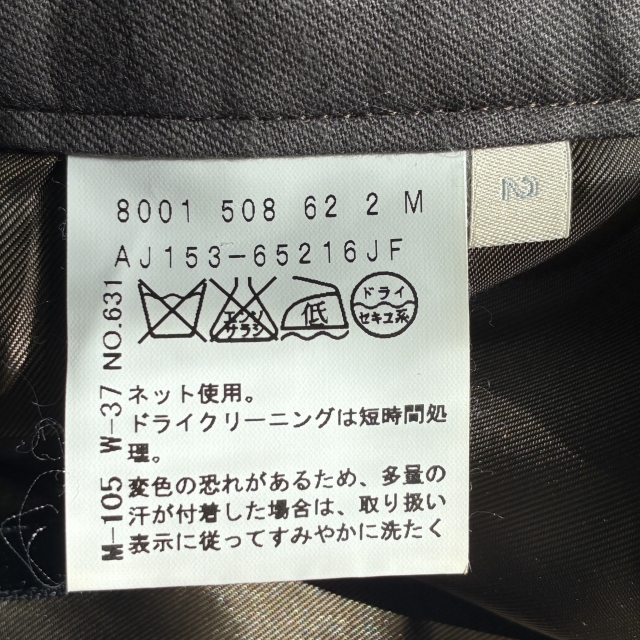 8001 508 62 2 M
AJ153-65216JF
エンソ
サラシ
低
ドライ
セキユ系
ネット使用。
ドライクリーニングは短時間処
理。
変色の恐れがあるため、多量の
汗が付着した場合は、取り扱い
表示に従ってすみやかに洗たく
M-105 W-37 NO.631
2